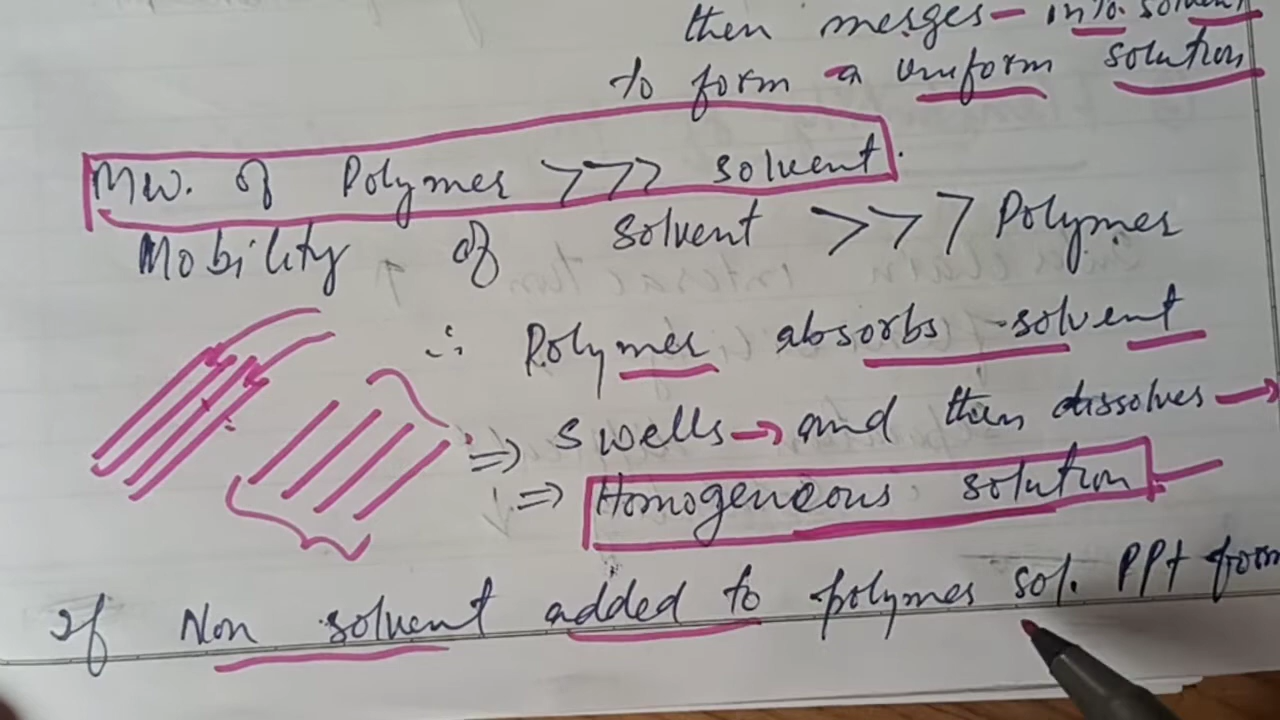 then merges - into solvent
to form a uniform solution
MW. of Polymer >>> solvent.
Mobility of solvent >>> Polymer
∴ Polymer absorbs solvent
⇒ swells → and then dissolves →
⇒ Homogeneous solution
If Non solvent added to polymer sol. PPt form